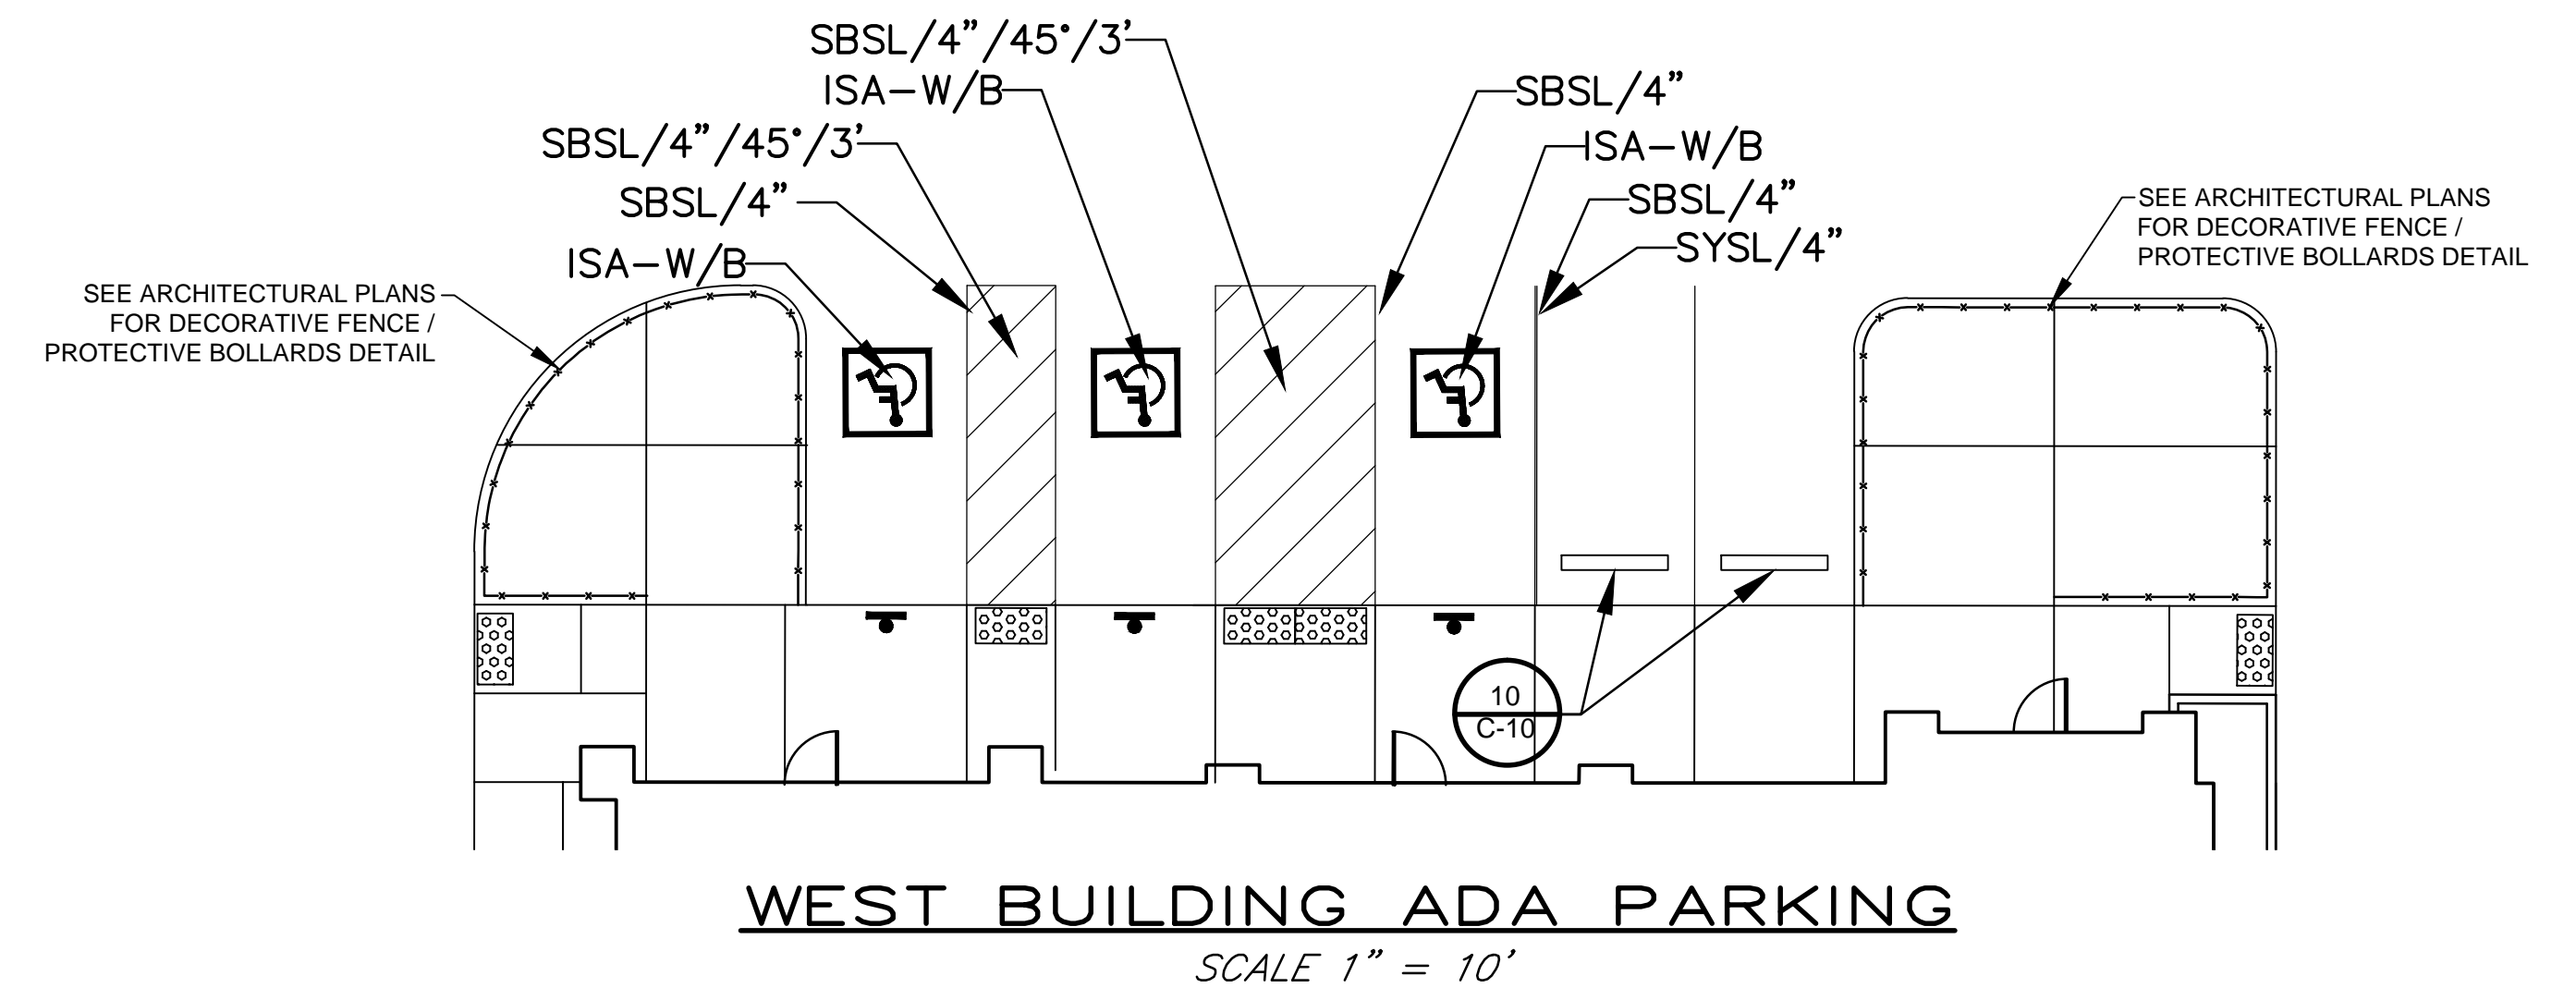 SBSL/4”/45°/3’
ISA-W/B
SBSL/4”/45°/3’
SBSL/4”
ISA-W/B
SBSL/4”
ISA-W/B
SBSL/4”
SYSL/4”
SEE ARCHITECTURAL PLANS
FOR DECORATIVE FENCE /
PROTECTIVE BOLLARDS DETAIL
SEE ARCHITECTURAL PLANS
FOR DECORATIVE FENCE /
PROTECTIVE BOLLARDS DETAIL
10
C-10
WEST BUILDING ADA PARKING
SCALE 1” = 10’